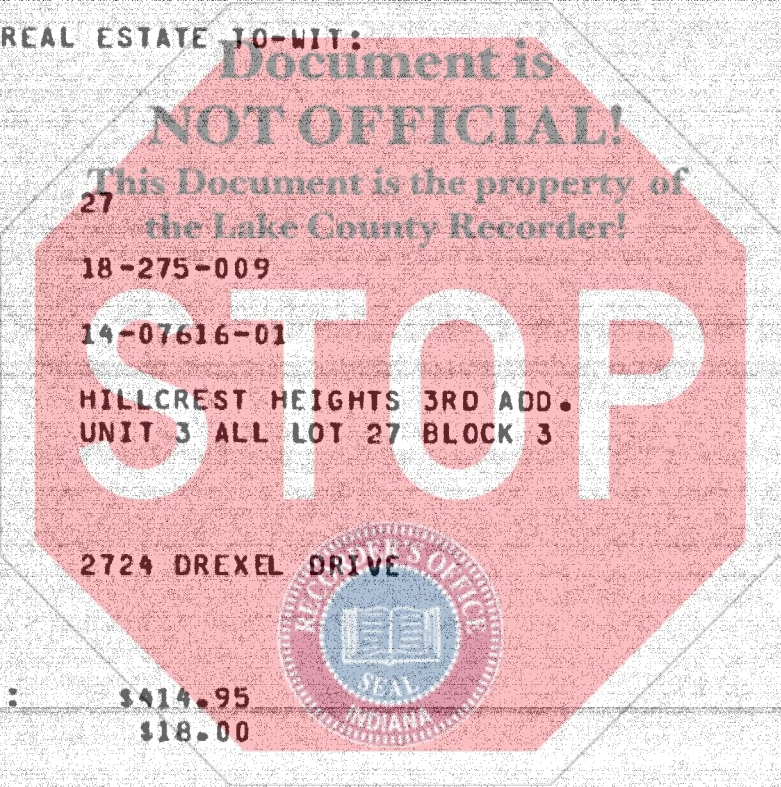 REAL ESTATE TO-WIT:
Document is
NOT OFFICIAL!
This Document is the property of
27
the Lake County Recorder!
18-275-009
STOP
14-07616-01
HILLCREST HEIGHTS 3RD ADD.
UNIT 3 ALL LOT 27 BLOCK 3
2724 DREXEL DRIVE
RECORDER'S OFFICE
SEAL
INDIANA
: $414.95
$18.00